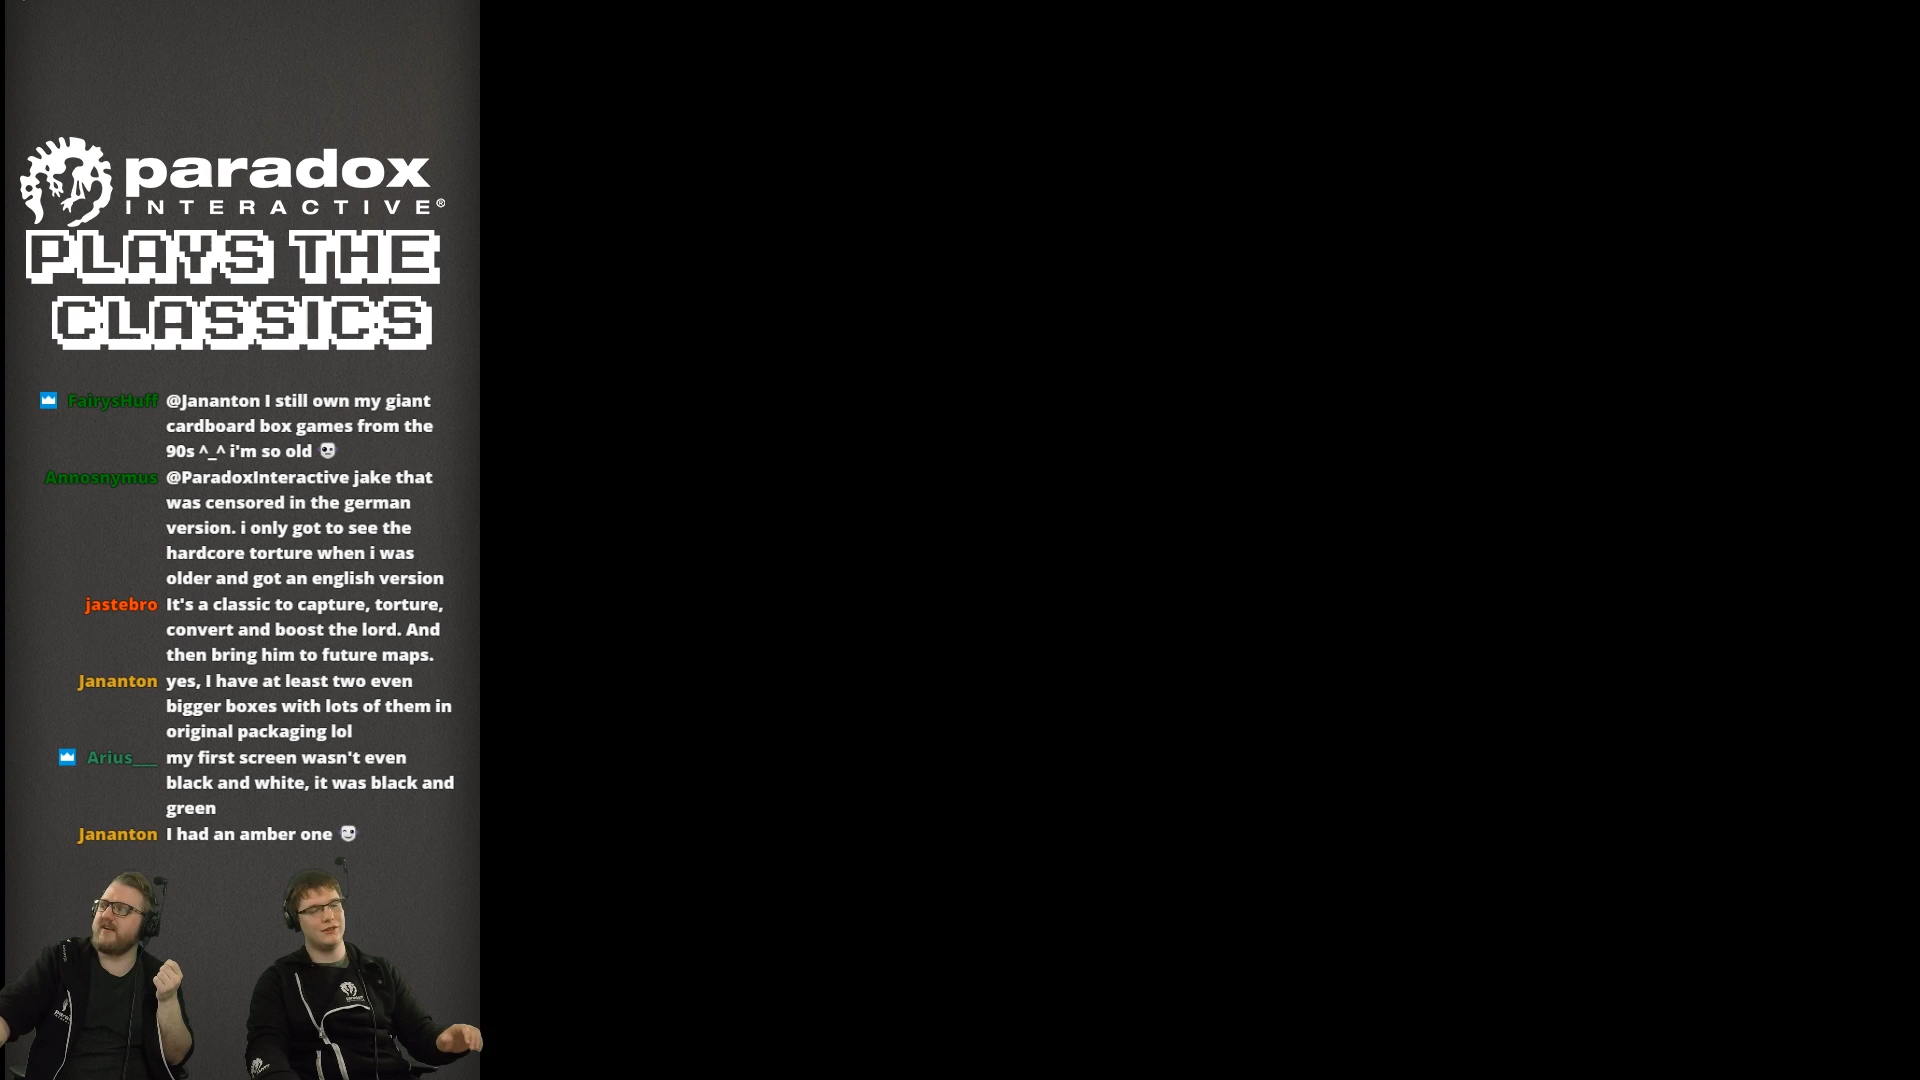 paradox
INTERACTIVE®
PLAYS THE
CLASSICS
FairysHuff @Jananton I still own my giant
cardboard box games from the
90s ^_^ i'm so old
Annosnymus @ParadoxInteractive jake that
was censored in the german
version. i only got to see the
hardcore torture when i was
older and got an english version
jastebro It's a classic to capture, torture,
convert and boost the lord. And
then bring him to future maps.
Jananton yes, I have at least two even
bigger boxes with lots of them in
original packaging lol
Arius___ my first screen wasn't even
black and white, it was black and
green
Jananton I had an amber one
paradox